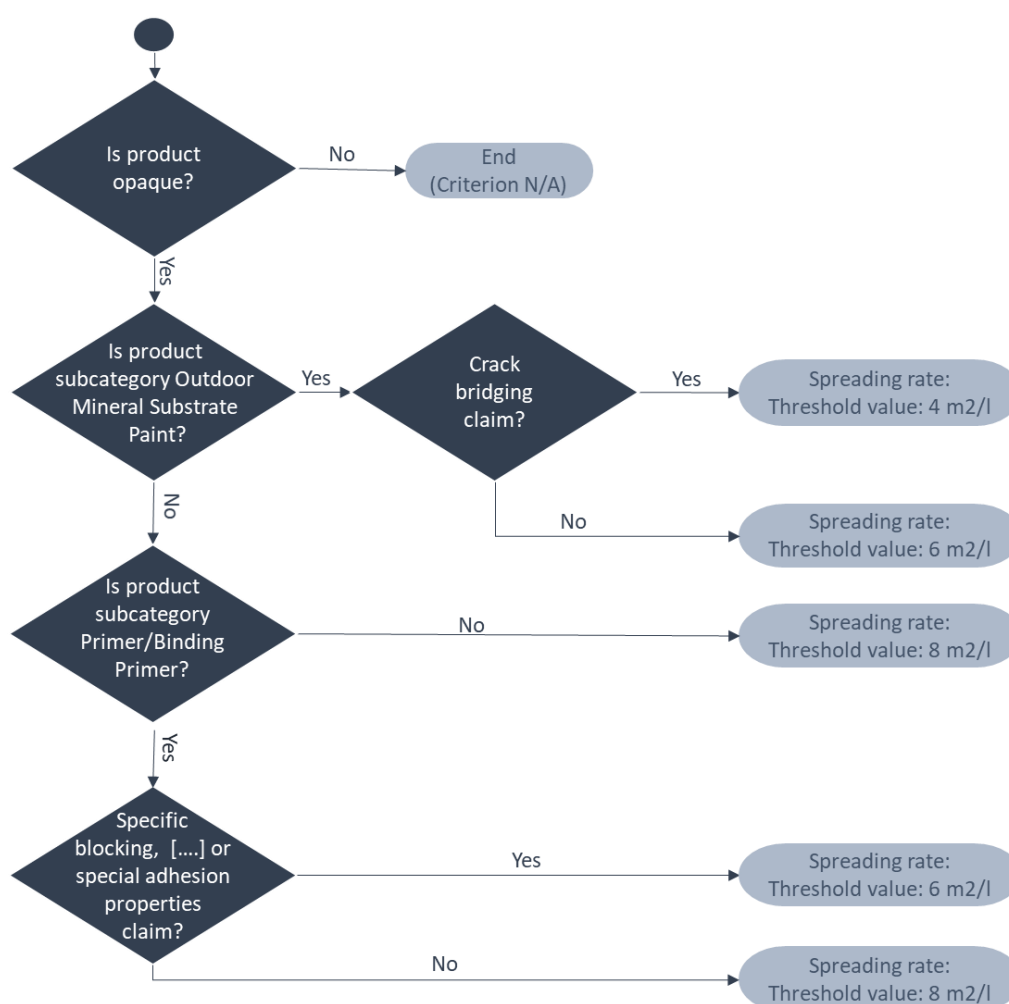 Is product
opaque?
No
End
(Criterion N/A)
Yes
Is product
subcategory Outdoor
Mineral Substrate
Paint?
Yes
Crack
bridging
claim?
Yes
Spreading rate:
Threshold value: 4 m2/l
No
Spreading rate:
Threshold value: 6 m2/l
No
Is product
subcategory
Primer/Binding
Primer?
No
Spreading rate:
Threshold value: 8 m2/l
Yes
Specific
blocking, [....] or
special adhesion
properties
claim?
Yes
Spreading rate:
Threshold value: 6 m2/l
No
Spreading rate:
Threshold value: 8 m2/l